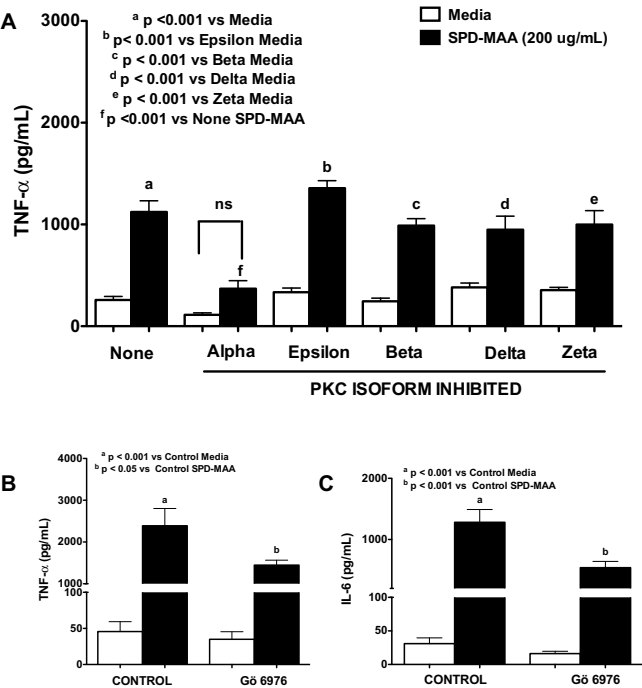 A
a p <.001 vs Media
b p< 0.001 vs Epsilon Media
c p < 0.001 vs Beta Media
d p < 0.001 vs Delta Media
e p < 0.001 vs Zeta Media
f p <0.001 vs None SPD-MAA
Media
SPD-MAA (200 ug/mL)
TNF-α (pg/mL)
3000
2000
1000
0
a
ns
f
b
c
d
e
None
Alpha
Epsilon
Beta
Delta
Zeta
PKC ISOFORM INHIBITED
B
a p < 0.001 vs Control Media
b p < 0.05 vs Control SPD-MAA
TNF-α (pg/mL)
4000
3000
2000
1000
100
50
0
a
b
CONTROL
Gö 6976
C
a p < 0.001 vs Control Media
b p < 0.001 vs Control SPD-MAA
IL-6 (pg/mL)
2000
1000
100
50
0
a
b
CONTROL
Gö 6976